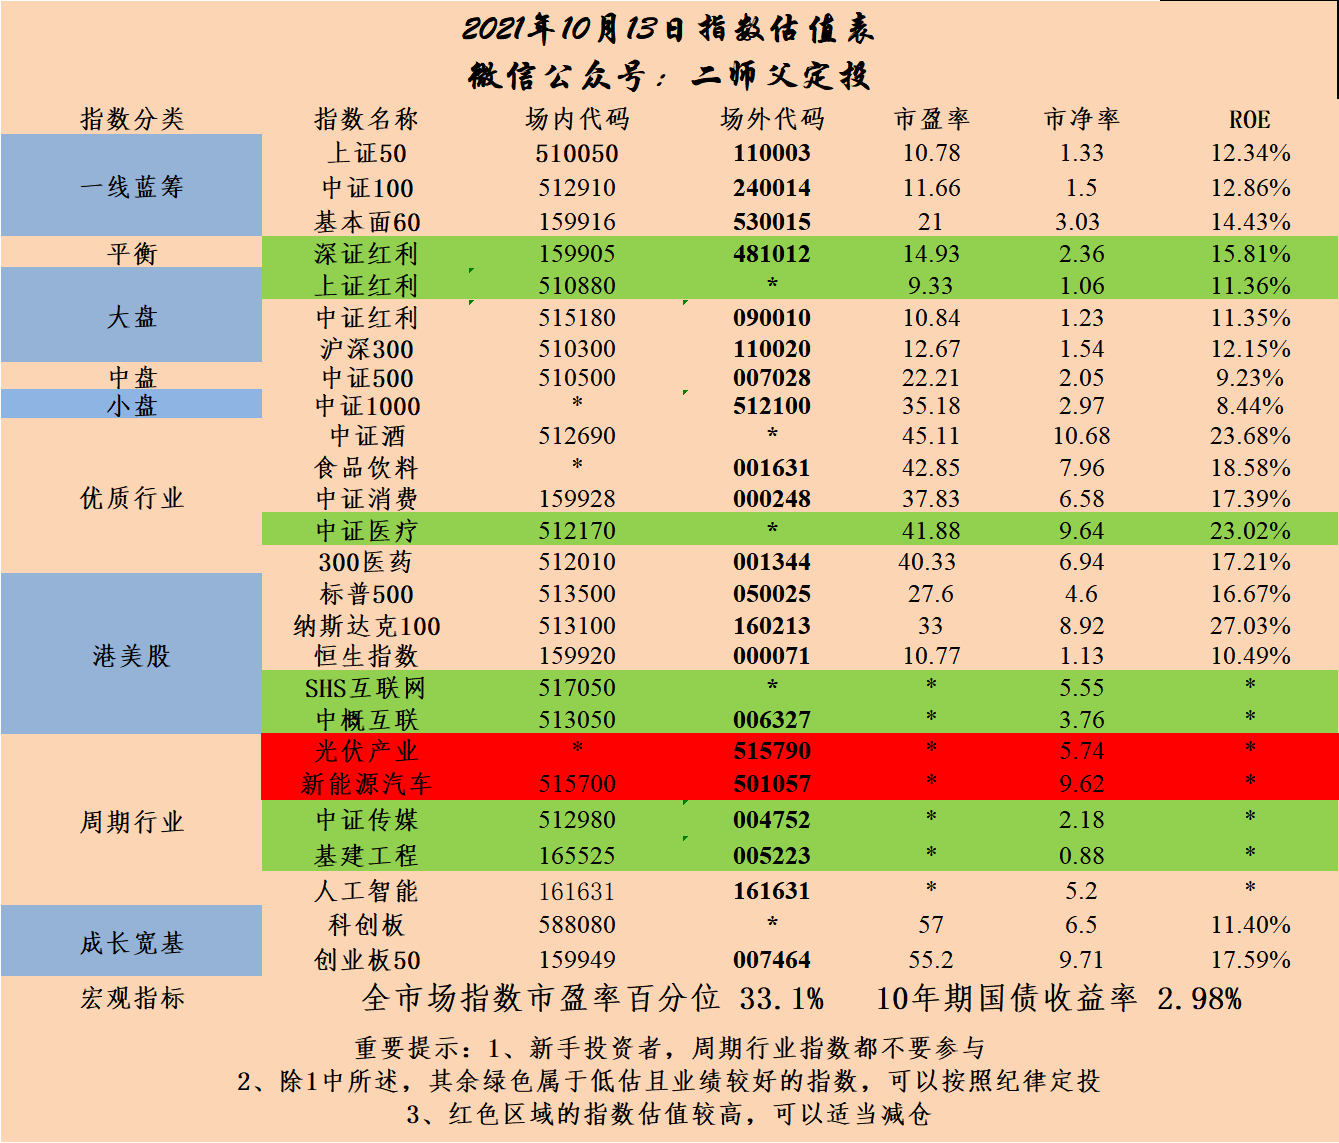 2021年10月13日指数估值表
微信公众号：二师父定投
指数分类 指数名称 场内代码 场外代码 市盈率 市净率 ROE
一线蓝筹 上证50 510050 110003 10.78 1.33 12.34%
中证100 512910 240014 11.66 1.5 12.86%
基本面60 159916 530015 21 3.03 14.43%
平衡 深证红利 159905 481012 14.93 2.36 15.81%
大盘 上证红利 510880 * 9.33 1.06 11.36%
中证红利 515180 090010 10.84 1.23 11.35%
沪深300 510300 110020 12.67 1.54 12.15%
中盘 中证500 510500 007028 22.21 2.05 9.23%
小盘 中证1000 * 512100 35.18 2.97 8.44%
优质行业 中证酒 512690 * 45.11 10.68 23.68%
食品饮料 * 001631 42.85 7.96 18.58%
中证消费 159928 000248 37.83 6.58 17.39%
中证医疗 512170 * 41.88 9.64 23.02%
300医药 512010 001344 40.33 6.94 17.21%
港美股 标普500 513500 050025 27.6 4.6 16.67%
纳斯达克100 513100 160213 33 8.92 27.03%
恒生指数 159920 000071 10.77 1.13 10.49%
SHS互联网 517050 * * 5.55 *
中概互联 513050 006327 * 3.76 *
周期行业 光伏产业 * 515790 * 5.74 *
新能源汽车 515700 501057 * 9.62 *
中证传媒 512980 004752 * 2.18 *
基建工程 165525 005223 * 0.88 *
人工智能 161631 161631 * 5.2 *
成长宽基 科创板 588080 * 57 6.5 11.40%
创业板50 159949 007464 55.2 9.71 17.59%
宏观指标 全市场指数市盈率百分位 33.1% 10年期国债收益率 2.98%
重要提示：1、新手投资者，周期行业指数都不要参与
2、除1中所述，其余绿色属于低估且业绩较好的指数，可以按照纪律定投
3、红色区域的指数估值较高，可以适当减仓